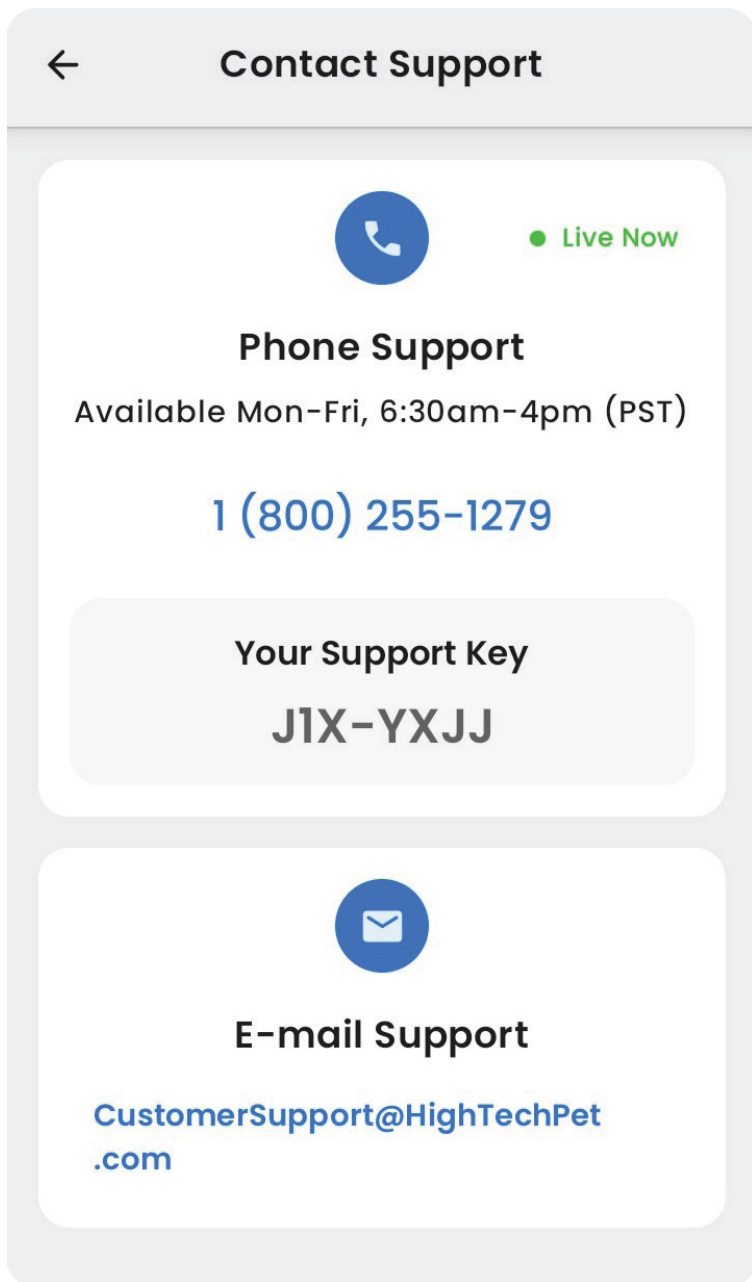 Contact Support
Live Now
Phone Support
Available Mon-Fri, 6:30am-4pm (PST)
1 (800) 255-1279
Your Support Key
J1X-YXJJ
E-mail Support
CustomerSupport@HighTechPet
.com